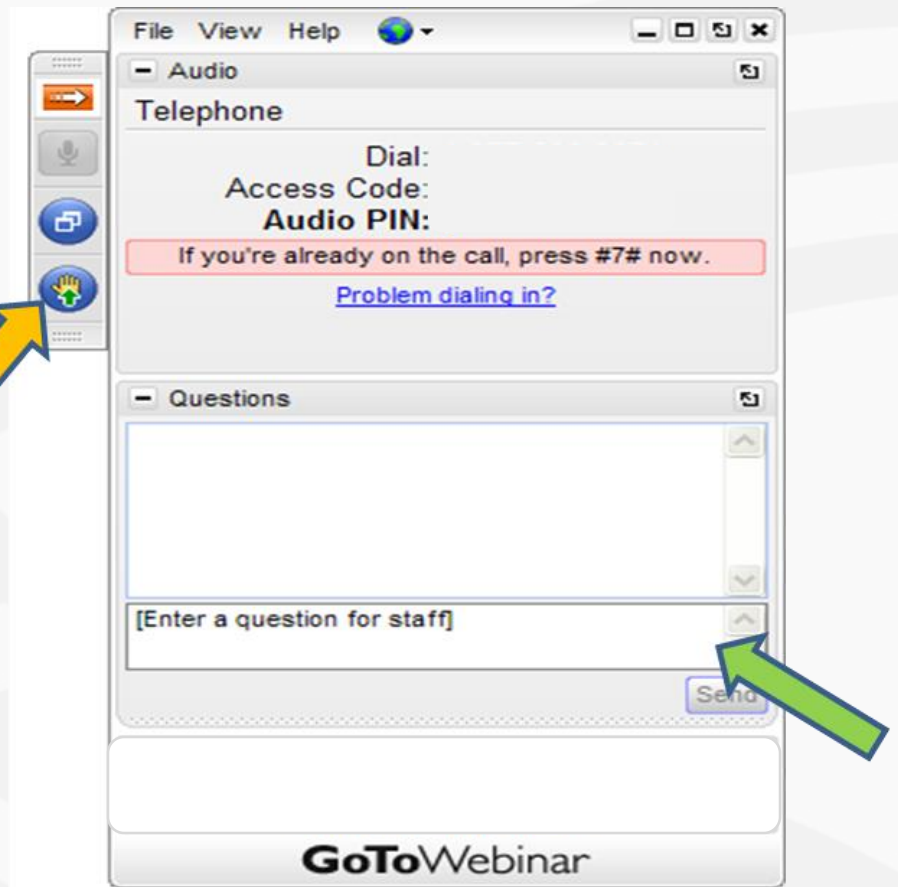 File View Help
Audio
Telephone
Dial:
Access Code:
Audio PIN:
If you're already on the call, press #7# now.
Problem dialing in?
Questions
[Enter a question for staff]
Send
GoToWebinar